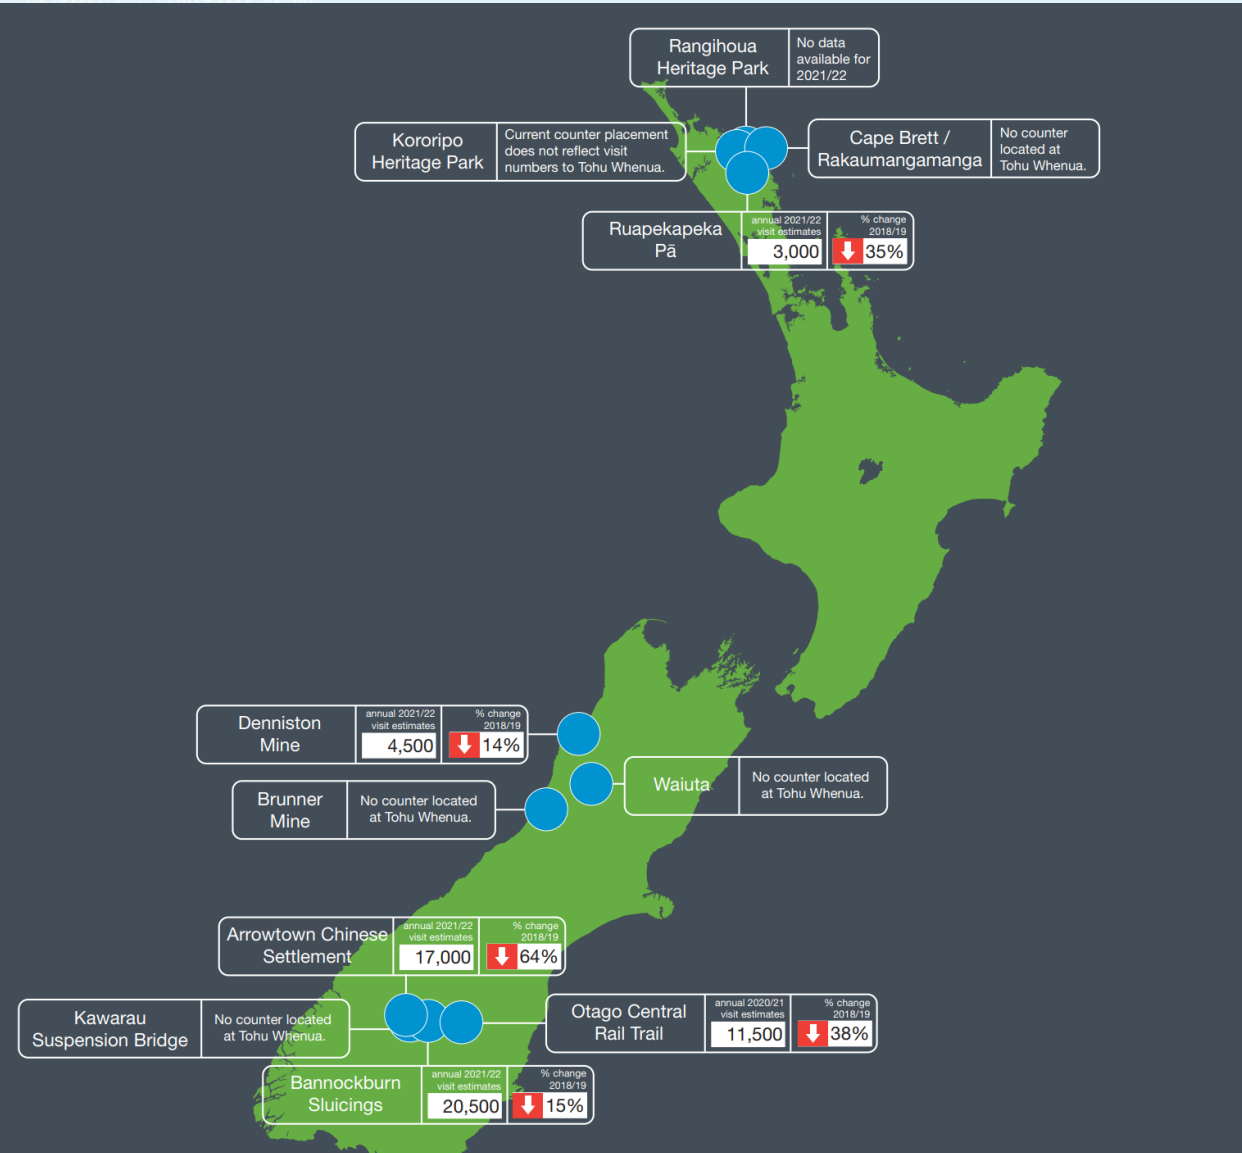 Rangihoua
Heritage Park
No data
available for
2021/22
Kororipo
Heritage Park
Current counter placement
does not reflect visit
numbers to Tohu Whenua.
Cape Brett /
Rakaumangamanga
No counter
located at
Tohu Whenua.
Ruapekapeka
Pā
annual 2021/22
visit estimates
3,000
% change
2018/19
35%
Denniston
Mine
annual 2021/22
visit estimates
4,500
% change
2018/19
14%
Waiuta
No counter located
at Tohu Whenua.
Brunner
Mine
No counter located
at Tohu Whenua.
Arrowtown Chinese
Settlement
annual 2021/22
visit estimates
17,000
% change
2018/19
64%
Kawarau
Suspension Bridge
No counter located
at Tohu Whenua.
Otago Central
Rail Trail
annual 2020/21
visit estimates
11,500
% change
2018/19
38%
Bannockburn
Sluicings
annual 2021/22
visit estimates
20,500
% change
2018/19
15%